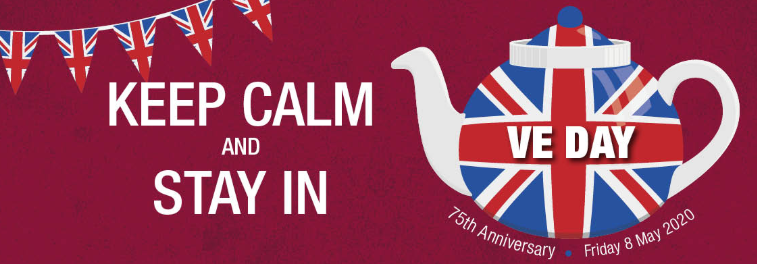 KEEP CALM
AND
STAY IN
VE DAY
75th Anniversary • Friday 8 May 2020